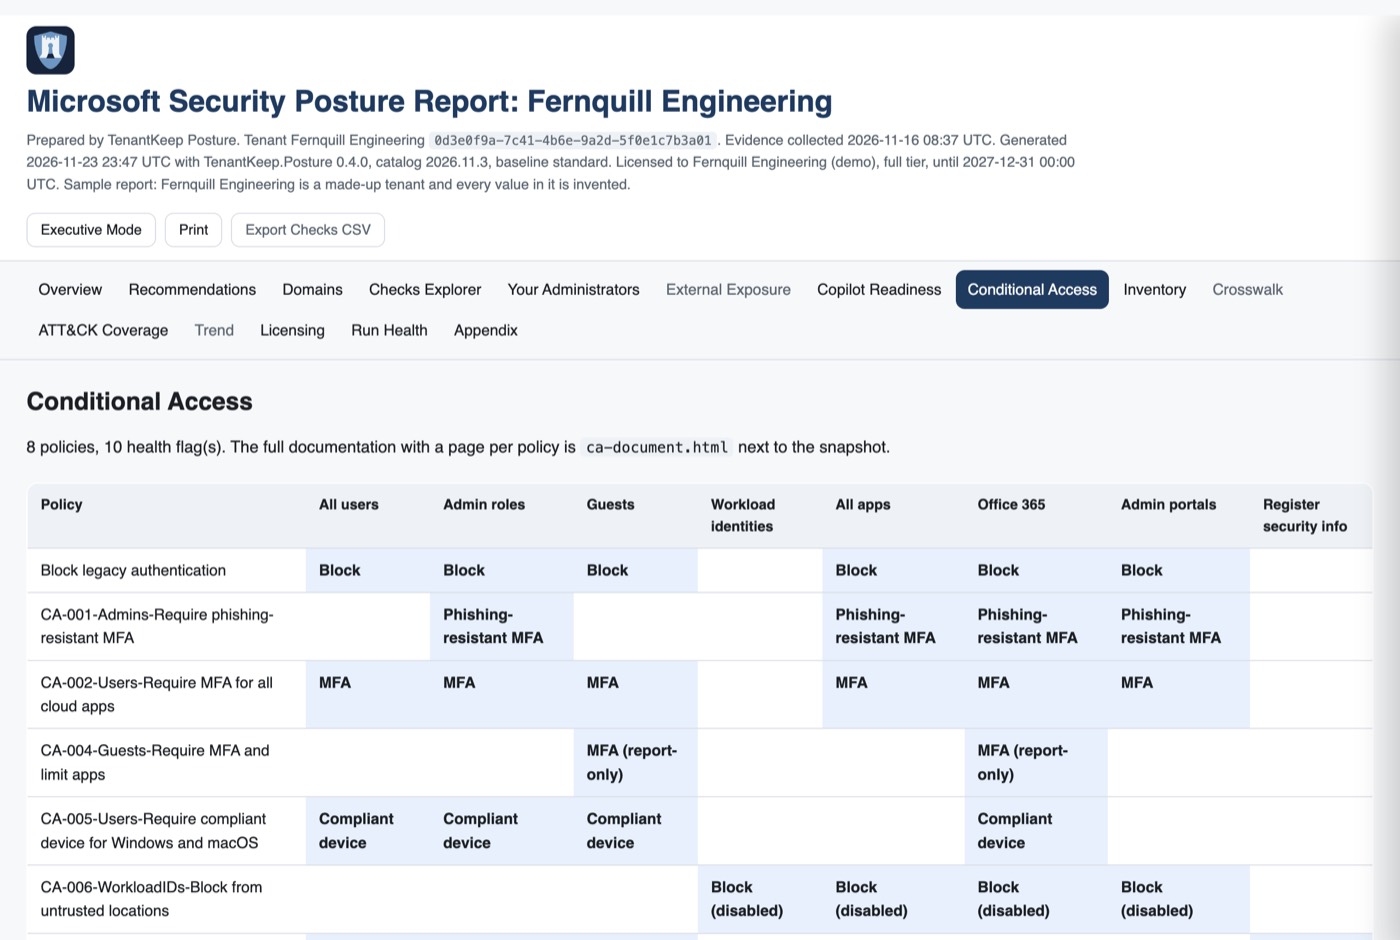 Microsoft Security Posture Report: Fernquill Engineering
Prepared by TenantKeep Posture. Tenant Fernquill Engineering 0d3e0f9a-7c41-4b6e-9a2d-5f0e1c7b3a01 . Evidence collected 2026-11-16 08:37 UTC. Generated
2026-11-23 23:47 UTC with TenantKeep.Posture 0.4.0, catalog 2026.11.3, baseline standard. Licensed to Fernquill Engineering (demo), full tier, until 2027-12-31 00:00
UTC. Sample report: Fernquill Engineering is a made-up tenant and every value in it is invented.
Executive Mode Print Export Checks CSV
Overview Recommendations Domains Checks Explorer Your Administrators External Exposure Copilot Readiness Conditional Access Inventory Crosswalk
ATT&CK Coverage Trend Licensing Run Health Appendix
Conditional Access
8 policies, 10 health flag(s). The full documentation with a page per policy is ca-document.html next to the snapshot.
Policy All users Admin roles Guests Workload All apps Office 365 Admin portals Register
identities security info
Block legacy authentication Block Block Block Block Block Block
CA-001-Admins-Require phishing- Phishing- Phishing- Phishing- Phishing-
resistant MFA resistant MFA resistant MFA resistant MFA resistant MFA
CA-002-Users-Require MFA for all MFA MFA MFA MFA MFA MFA
cloud apps
CA-004-Guests-Require MFA and MFA (report- MFA (report-
limit apps only) only)
CA-005-Users-Require compliant Compliant Compliant Compliant Compliant
device for Windows and macOS device device device device
CA-006-WorkloadIDs-Block from Block Block Block Block
untrusted locations (disabled) (disabled) (disabled) (disabled)